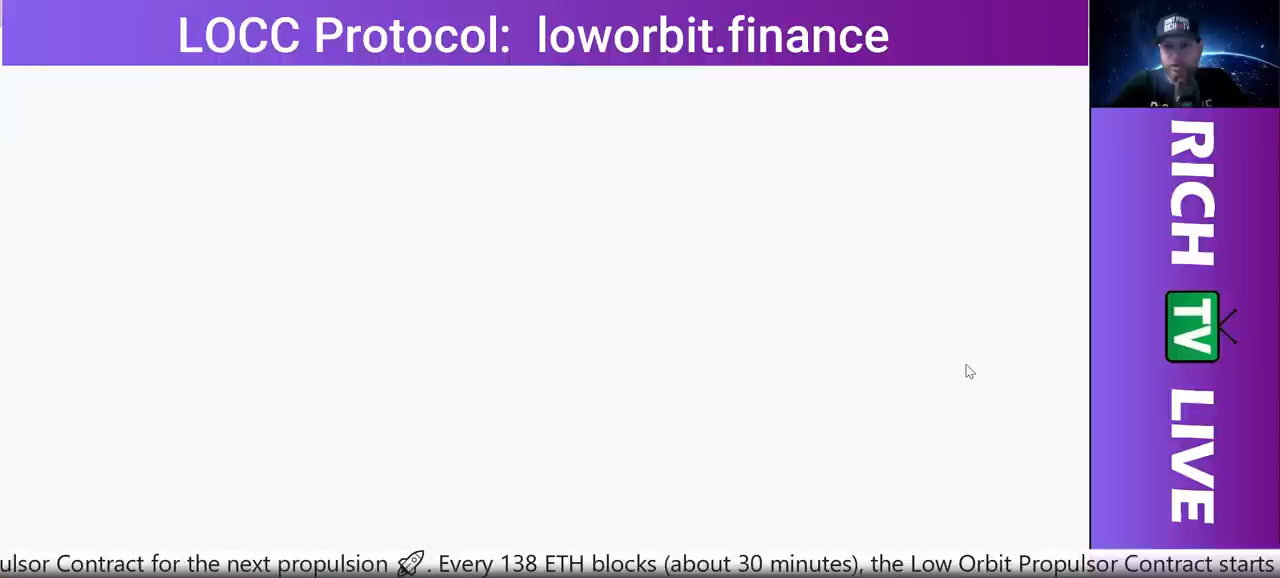 LOCC Protocol: loworbit.finance
RICH TV LIVE
ulsor Contract for the next propulsion 🚀. Every 138 ETH blocks (about 30 minutes), the Low Orbit Propulsor Contract starts